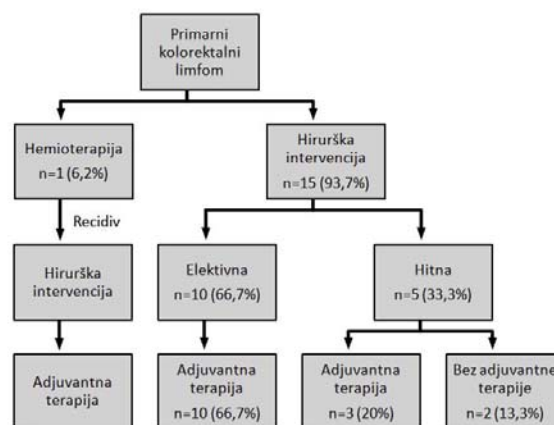 Primarni
kolorektalni
limfom
Hemioterapija
n=1 (6,2%)
Hirurška
intervencija
n=15 (93,7%)
Recidiv
Hirurška
intervencija
Elektivna
n=10 (66,7%)
Hitna
n=5 (33,3%)
Adjuvantna
terapija
Adjuvantna
terapija
n=10 (66,7%)
Adjuvantna
terapija
n=3 (20%)
Bez adjuvantne
terapije
n=2 (13,3%)